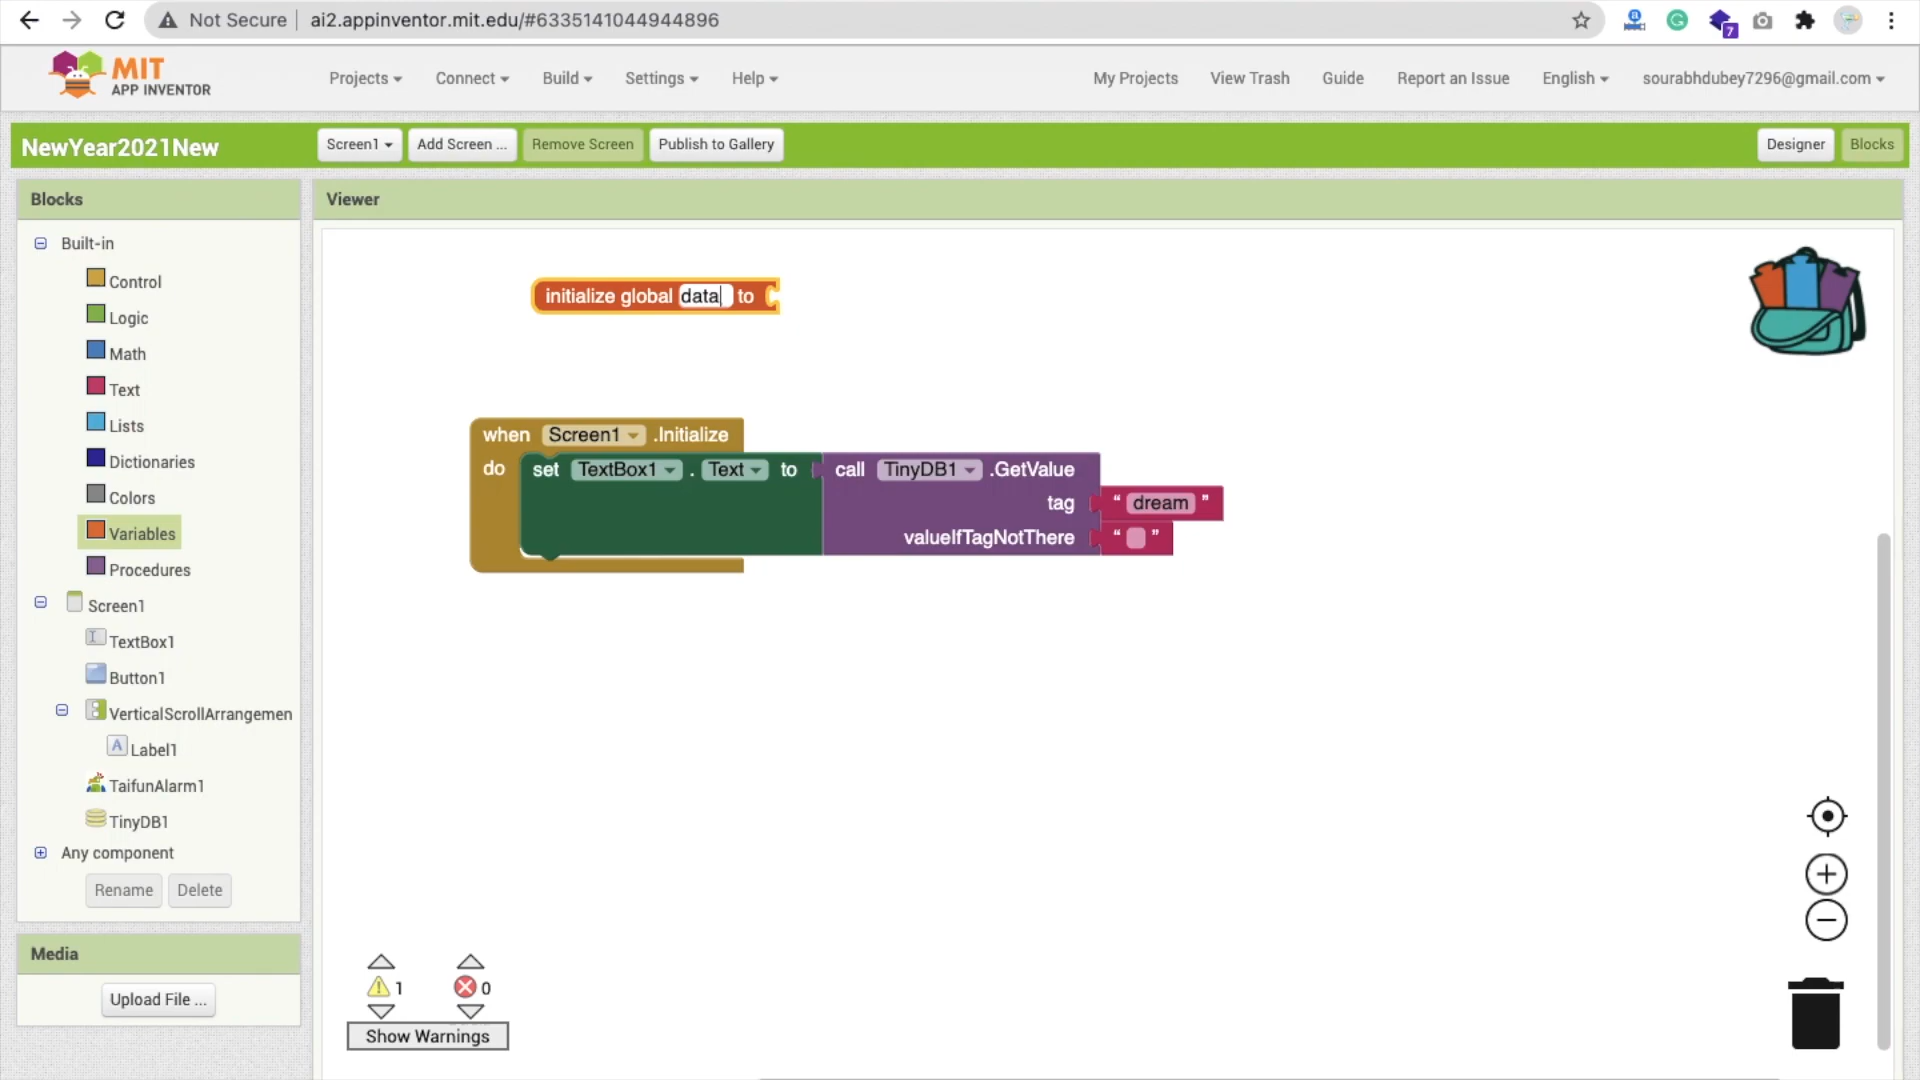 Not Secure ai2.appinventor.mit.edu/#6335141044944896
7
MIT
APP INVENTOR
Projects Connect Build Settings Help My Projects View Trash Guide Report an Issue English sourabhdubey7296@gmail.com
NewYear2021New Screen1 Add Screen ... Remove Screen Publish to Gallery Designer Blocks
Blocks
Viewer
Built-in
Control
Logic
Math
Text
Lists
Dictionaries
Colors
Variables
Procedures
Screen1
TextBox1
Button1
VerticalScrollArrangemen
Label1
TaifunAlarm1
TinyDB1
Any component
Rename Delete
Media
Upload File ...
initialize global data to
when Screen1 .Initialize
do set TextBox1 . Text to call TinyDB1 .GetValue
tag “ dream ”
valueIfTagNotThere “ ”
1 0
Show Warnings